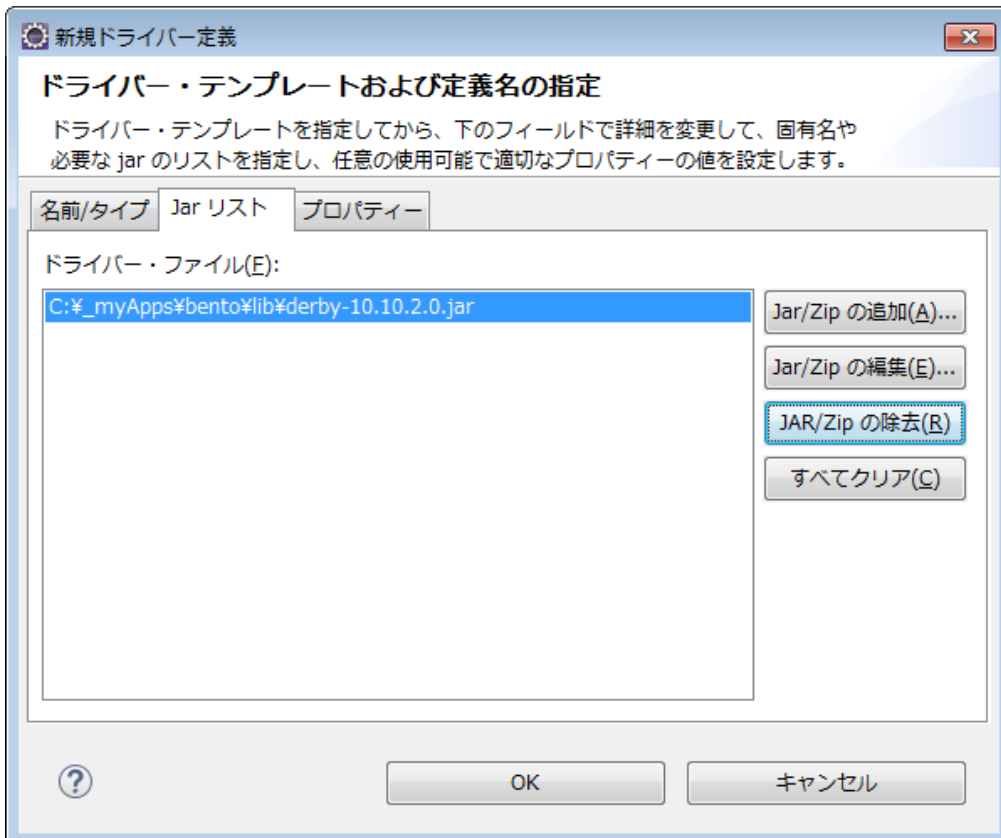 新規ドライバー定義
ドライバー・テンプレートおよび定義名の指定
ドライバー・テンプレートを指定してから、下のフィールドで詳細を変更して、固有名や
必要な jar のリストを指定し、任意の使用可能で適切なプロパティーの値を設定します。
名前/タイプ Jar リスト プロパティー
ドライバー・ファイル(F):
C:¥_myApps¥bento¥lib¥derby-10.10.2.0.jar
Jar/Zip の追加(A)...
Jar/Zip の編集(E)...
JAR/Zip の除去(R)
すべてクリア(C)
? OK キャンセル